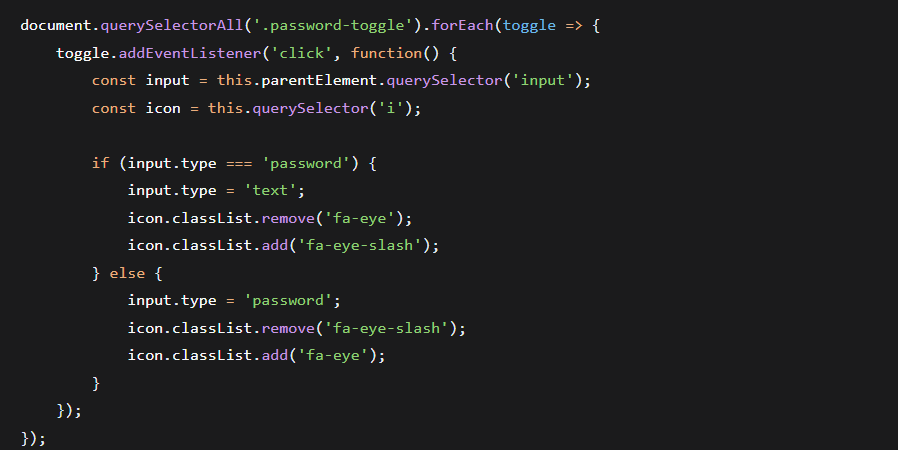 document.querySelectorAll('.password-toggle').forEach(toggle => {
    toggle.addEventListener('click', function() {
        const input = this.parentElement.querySelector('input');
        const icon = this.querySelector('i');

        if (input.type === 'password') {
            input.type = 'text';
            icon.classList.remove('fa-eye');
            icon.classList.add('fa-eye-slash');
        } else {
            input.type = 'password';
            icon.classList.remove('fa-eye-slash');
            icon.classList.add('fa-eye');
        }
    });
});